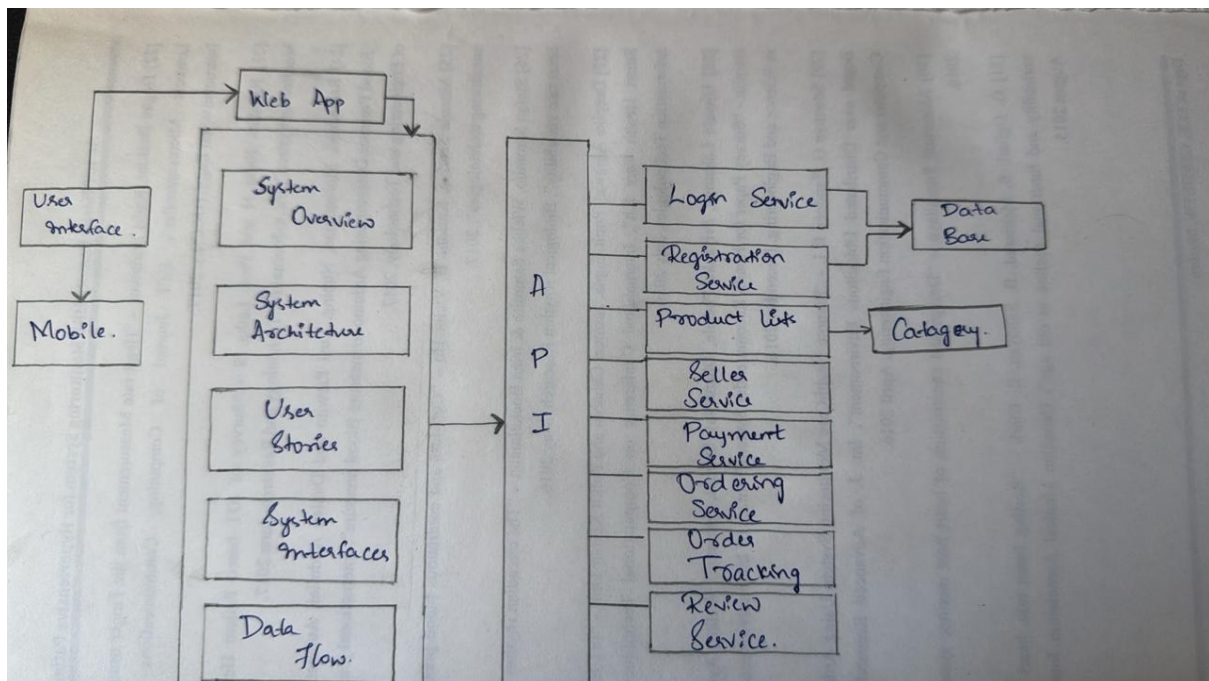 Web App
User
Interface.
Mobile.
System
Overview
System
Architeture
User
Stories
System
Interfaces
Data
Flow.
A
P
I
Login Service
Registration
Service
Product Lists
Seller
Service
Payment
Service
Ordering
Service
Order
Tracking
Review
Service.
Data
Base
Catagory.